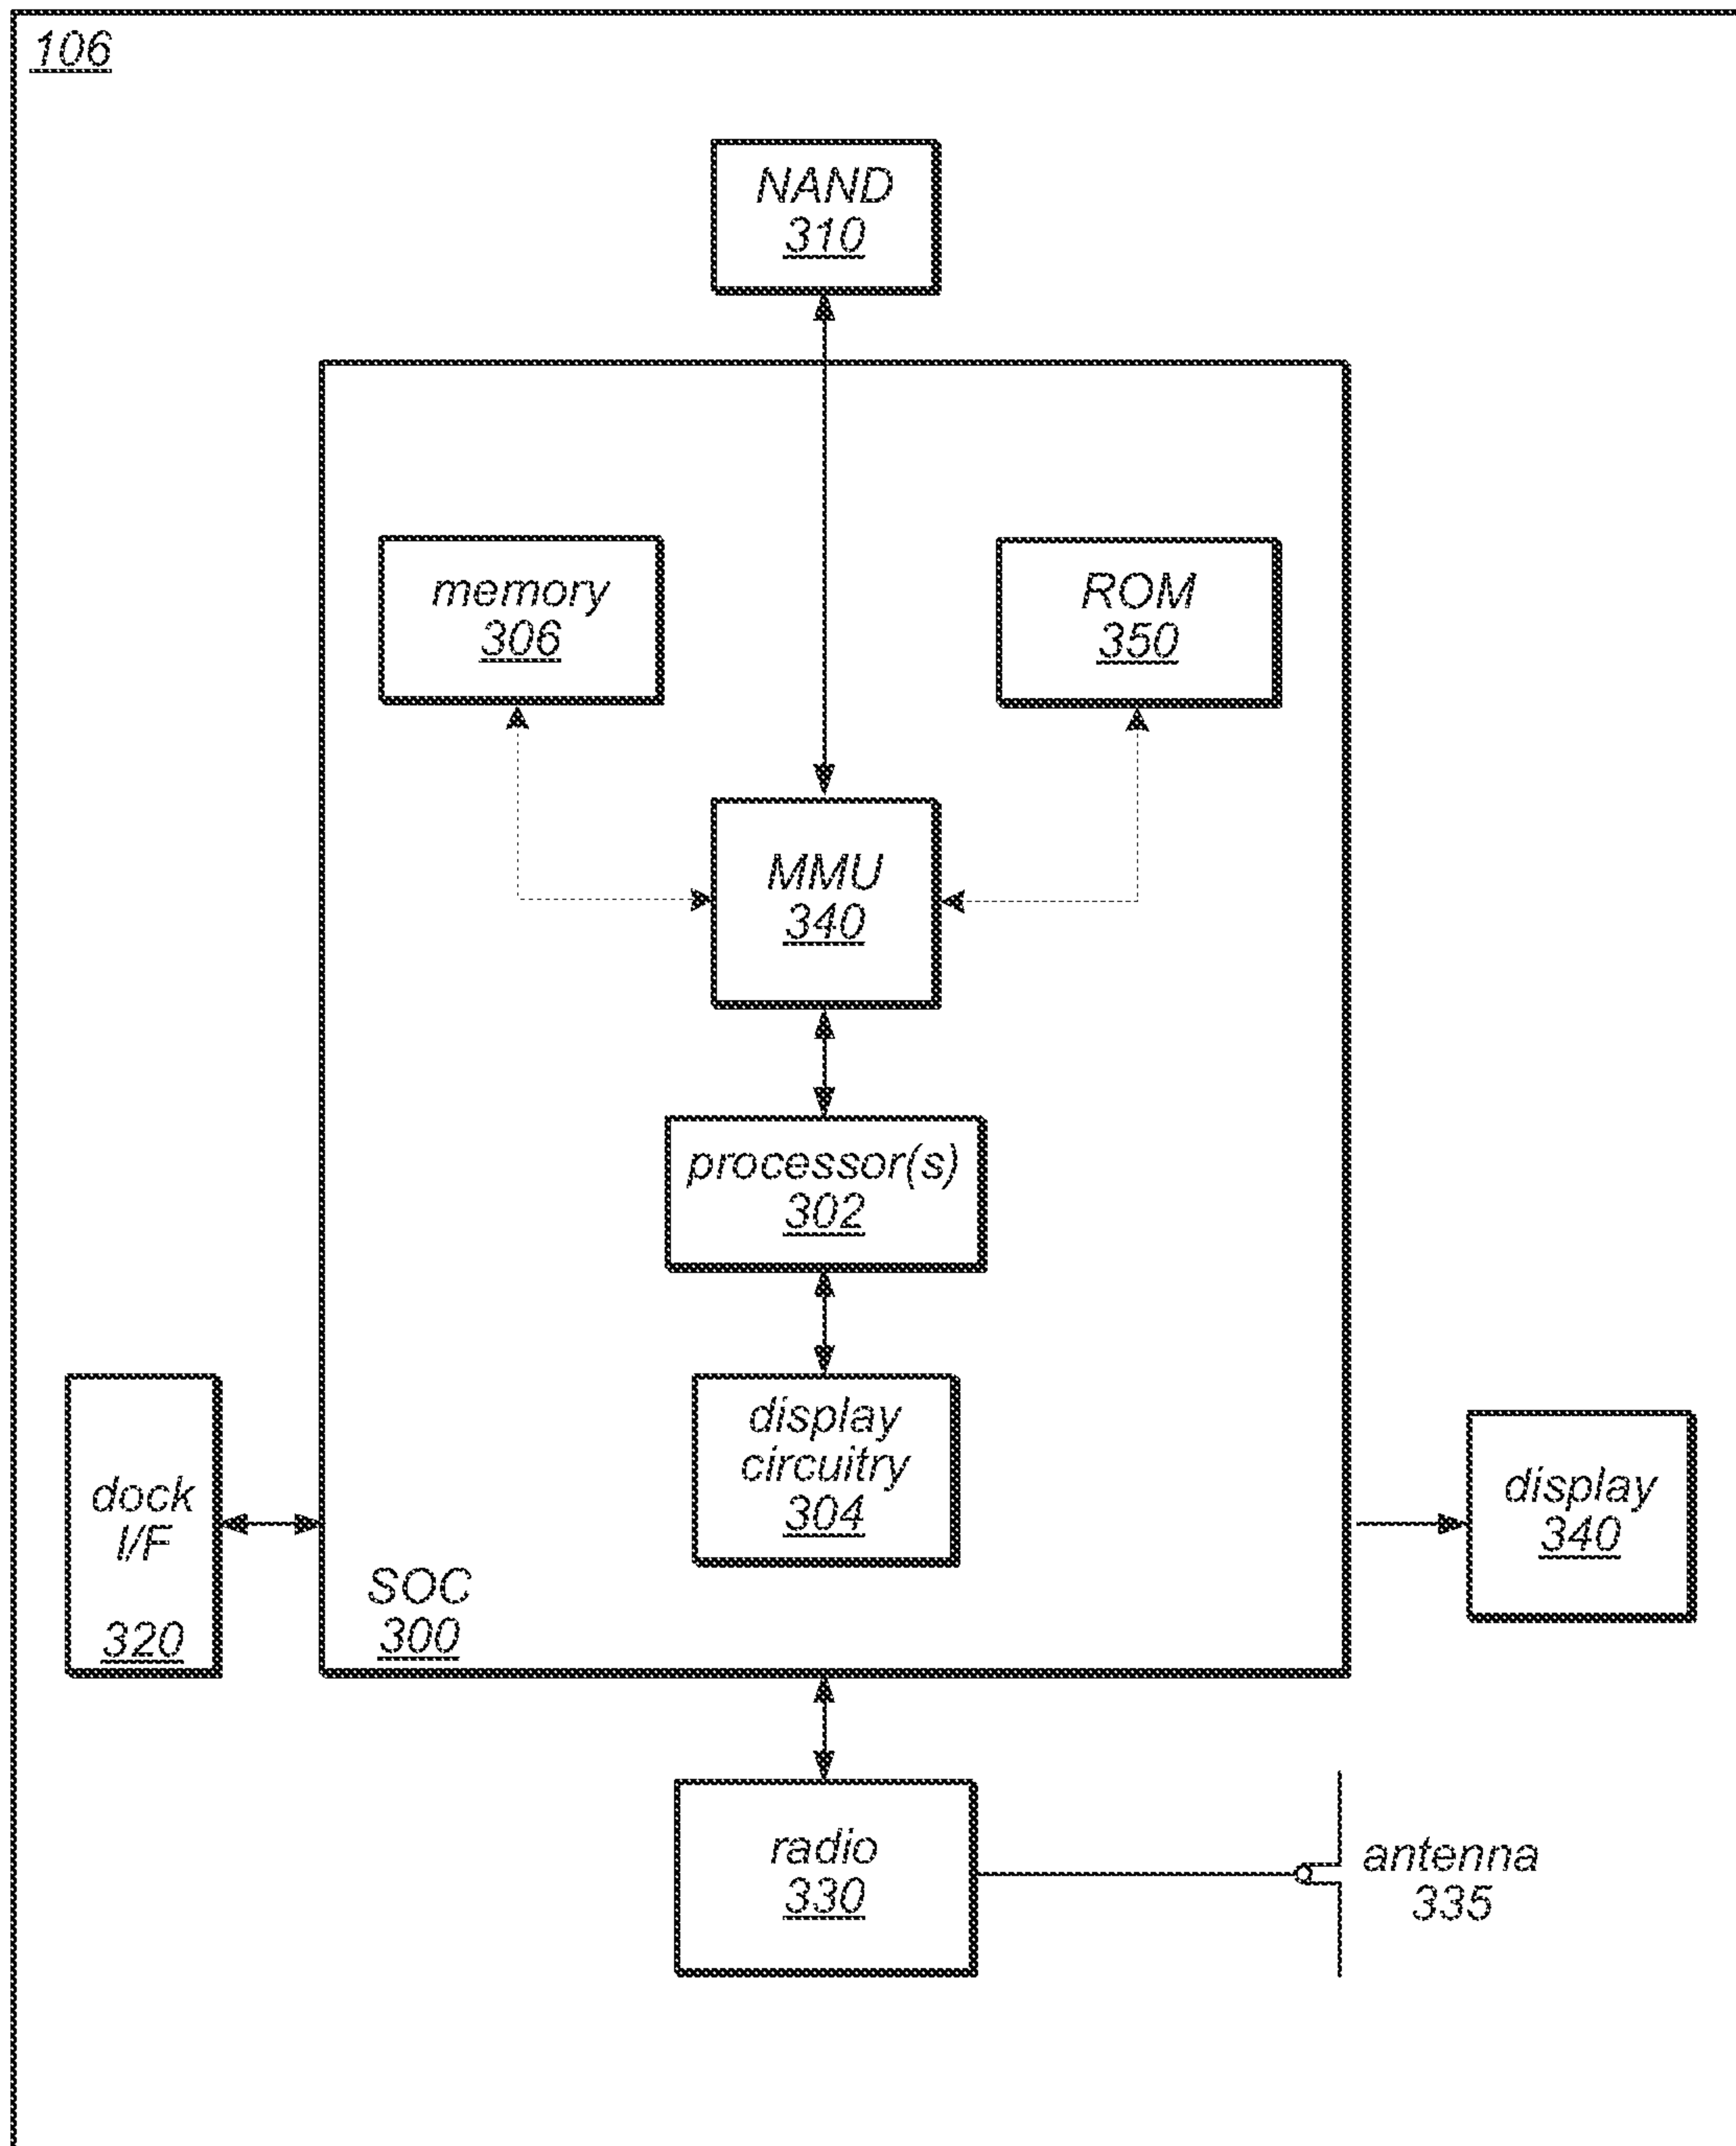 106
NAND
310
memory
306
ROM
350
MMU
340
processor(s)
302
display
circuitry
304
dock
I/F
320
SOC
300
display
340
radio
330
antenna
335